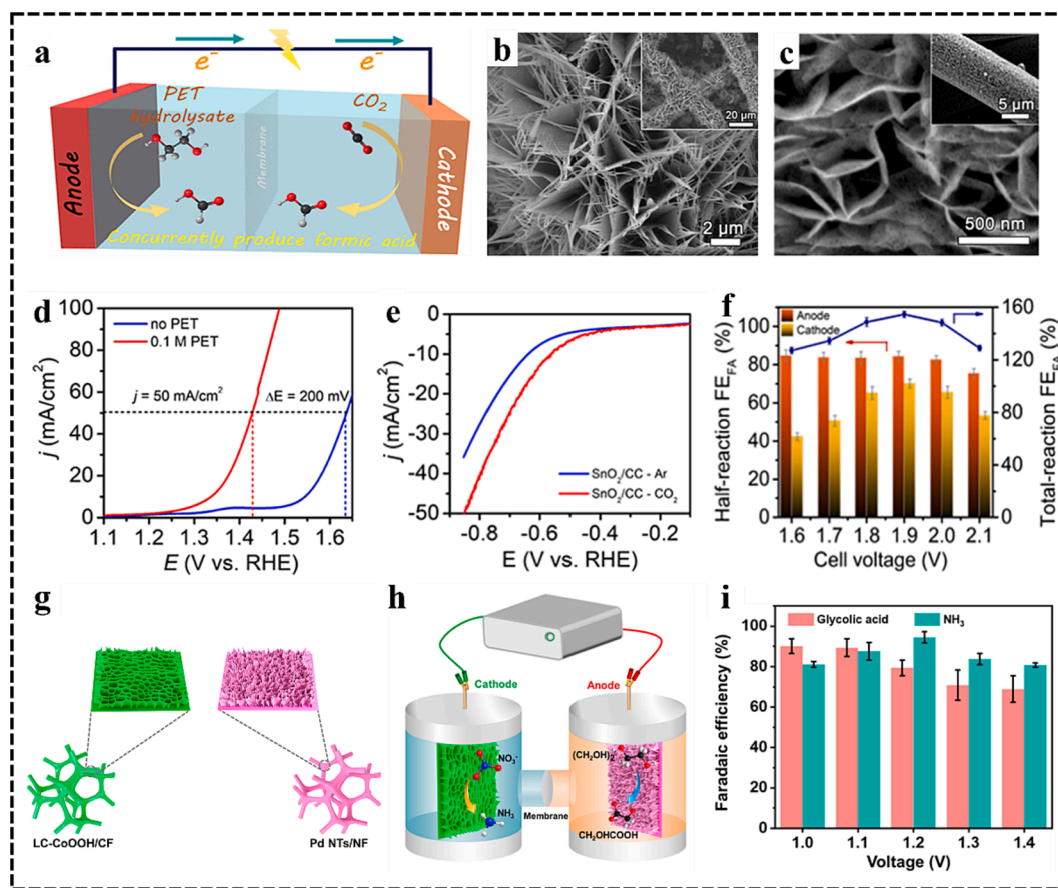 a
e⁻
e⁻
PET
hydrolysate
CO₂
Anode
Membrane
Cathode
Concurrently produce formic acid
b
20 μm
2 μm
c
5 μm
500 nm
d
no PET
0.1 M PET
j = 50 mA/cm²
ΔE = 200 mV
j (mA/cm²)
100
80
60
40
20
0
1.1
1.2
1.3
1.4
1.5
1.6
E (V vs. RHE)
e
j (mA/cm²)
0
-10
-20
-30
-40
-50
SnO₂/CC - Ar
SnO₂/CC - CO₂
-0.8
-0.6
-0.4
-0.2
E (V vs. RHE)
f
Anode
Cathode
Half-reaction FE_FA (%)
100
80
60
40
20
0
Total-reaction FE_FA (%)
160
120
80
40
0
1.6
1.7
1.8
1.9
2.0
2.1
Cell voltage (V)
g
LC-CoOOH/CF
Pd NTs/NF
h
Cathode
Anode
NO₃⁻
NH₃
Membrane
(CH₂OH)₂
CH₂OHCOOH
i
Glycolic acid
NH₃
Faradaic efficiency (%)
100
80
60
40
20
0
1.0
1.1
1.2
1.3
1.4
Voltage (V)